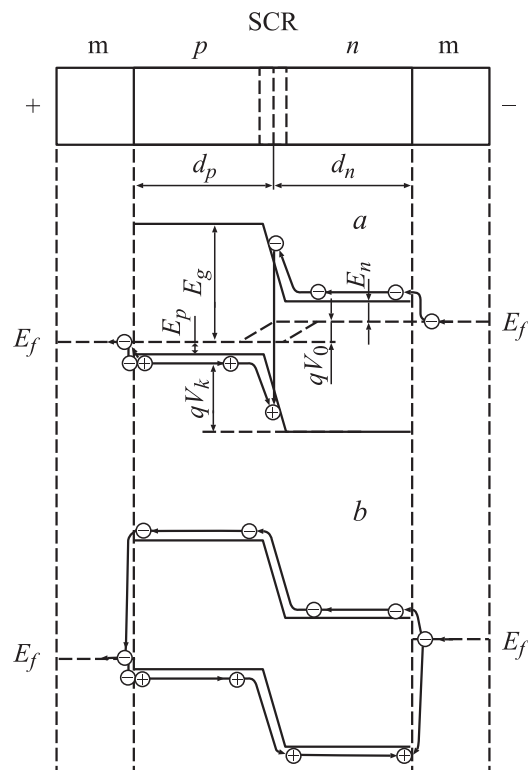 SCR
m p n m
+ −
d_p d_n
a
E_g
E_n
E_p
E_f E_f
qV_0
qV_k
b
E_f E_f